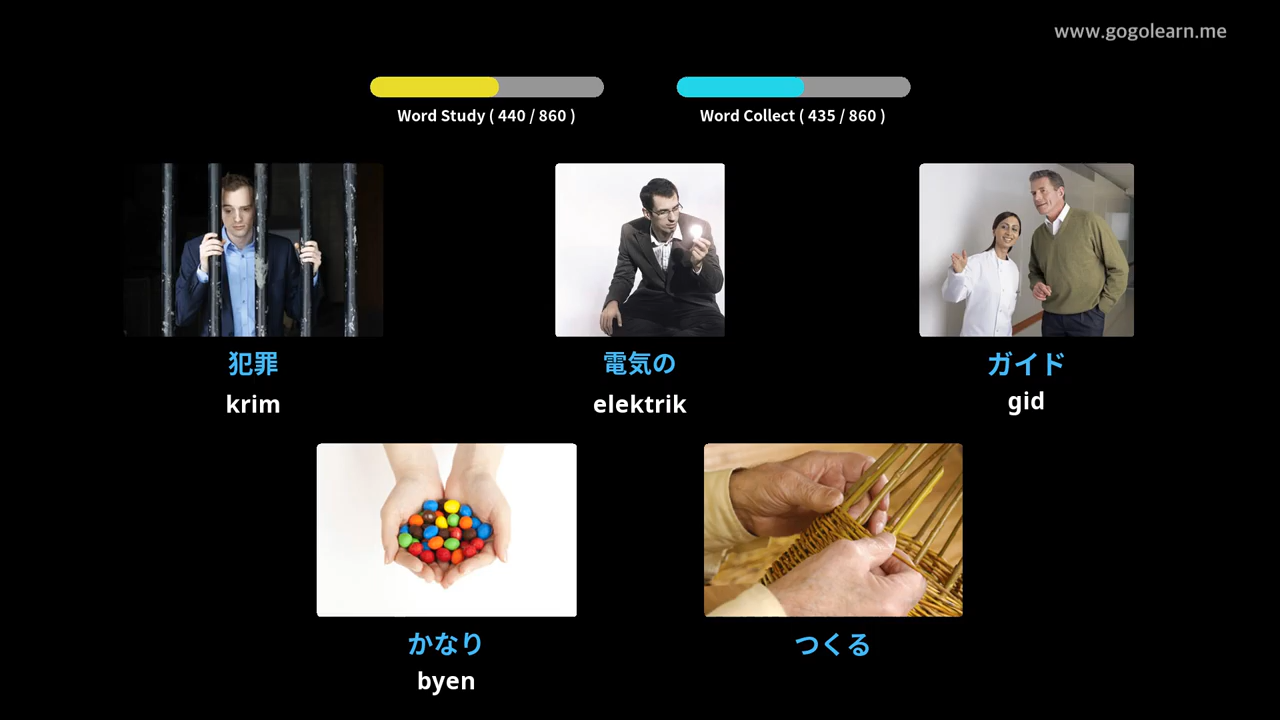 www.gogolearn.me
Word Study ( 440 / 860 )
Word Collect ( 435 / 860 )
犯罪
krim
電気の
elektrik
ガイド
gid
かなり
byen
つくる